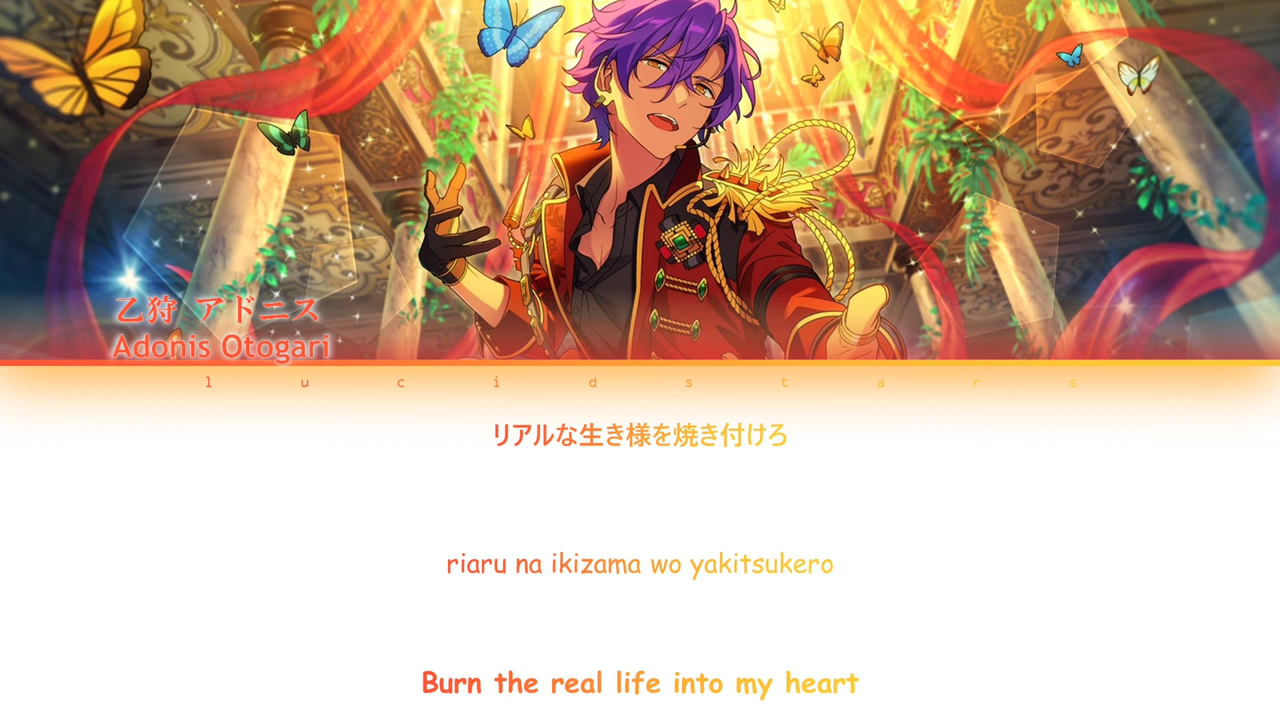 乙狩 アドニス
Adonis Otogari
l u c i d s t a r s
リアルな生き様を焼き付けろ
riaru na ikizama wo yakitsukero
Burn the real life into my heart